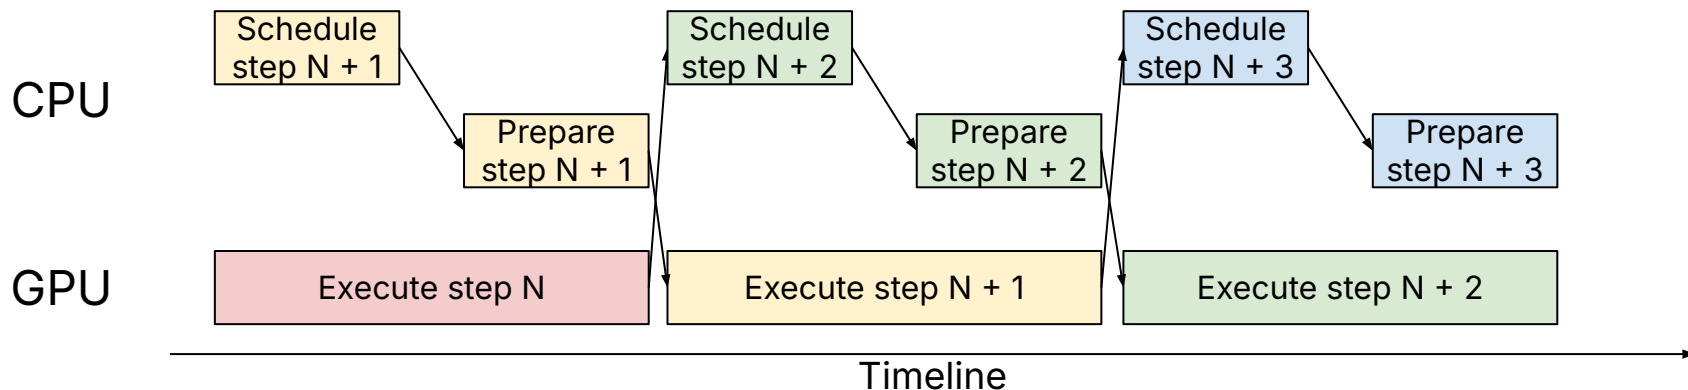 CPU
Schedule
step N + 1
Schedule
step N + 2
Schedule
step N + 3
Prepare
step N + 1
Prepare
step N + 2
Prepare
step N + 3
GPU
Execute step N
Execute step N + 1
Execute step N + 2
Timeline